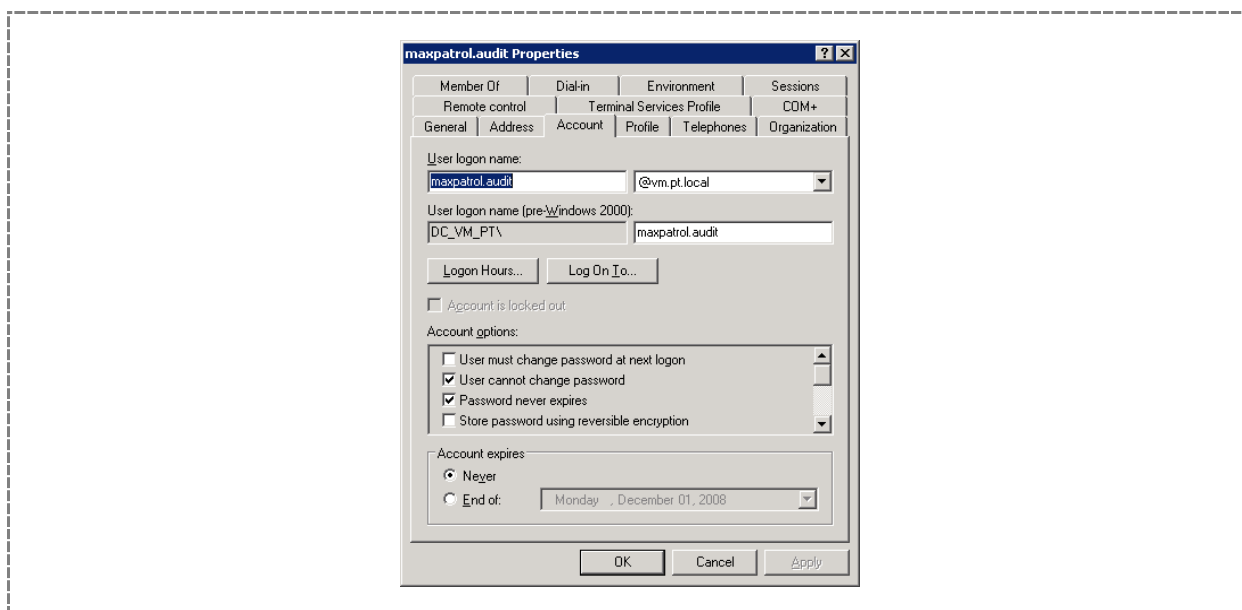 maxpatrol.audit Properties
Member Of Dial-in Environment Sessions
Remote control Terminal Services Profile COM+
General Address Account Profile Telephones Organization
User logon name:
maxpatrol.audit @vm.pt.local
User logon name (pre-Windows 2000):
DC_VM_PT\ maxpatrol.audit
Logon Hours... Log On To...
Account is locked out
Account options:
User must change password at next logon
User cannot change password
Password never expires
Store password using reversible encryption
Account expires
Never
End of: Monday , December 01, 2008
OK Cancel Apply